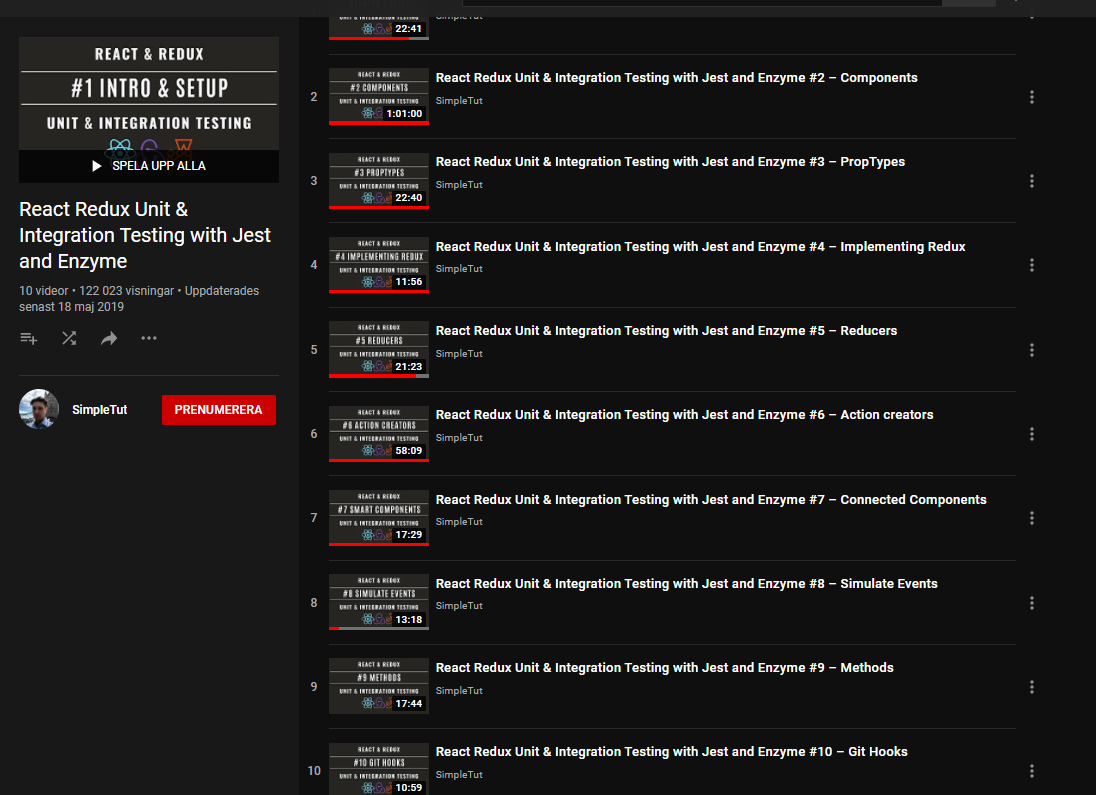 REACT & REDUX
#1 INTRO & SETUP
UNIT & INTEGRATION TESTING
SPELA UPP ALLA
React Redux Unit &
Integration Testing with Jest
and Enzyme
10 videor • 122 023 visningar • Uppdaterades
senast 18 maj 2019
SimpleTut
PRENUMERERA
22:41
SimpleTut
2
REACT & REDUX
#2 COMPONENTS
UNIT & INTEGRATION TESTING
1:01:00
React Redux Unit & Integration Testing with Jest and Enzyme #2 – Components
SimpleTut
3
REACT & REDUX
#3 PROPTYPES
UNIT & INTEGRATION TESTING
22:40
React Redux Unit & Integration Testing with Jest and Enzyme #3 – PropTypes
SimpleTut
4
REACT & REDUX
#4 IMPLEMENTING REDUX
UNIT & INTEGRATION TESTING
11:56
React Redux Unit & Integration Testing with Jest and Enzyme #4 – Implementing Redux
SimpleTut
5
REACT & REDUX
#5 REDUCERS
UNIT & INTEGRATION TESTING
21:23
React Redux Unit & Integration Testing with Jest and Enzyme #5 – Reducers
SimpleTut
6
REACT & REDUX
#6 ACTION CREATORS
UNIT & INTEGRATION TESTING
58:09
React Redux Unit & Integration Testing with Jest and Enzyme #6 – Action creators
SimpleTut
7
REACT & REDUX
#7 SMART COMPONENTS
UNIT & INTEGRATION TESTING
17:29
React Redux Unit & Integration Testing with Jest and Enzyme #7 – Connected Components
SimpleTut
8
REACT & REDUX
#8 SIMULATE EVENTS
UNIT & INTEGRATION TESTING
13:18
React Redux Unit & Integration Testing with Jest and Enzyme #8 – Simulate Events
SimpleTut
9
REACT & REDUX
#9 METHODS
UNIT & INTEGRATION TESTING
17:44
React Redux Unit & Integration Testing with Jest and Enzyme #9 – Methods
SimpleTut
10
REACT & REDUX
#10 GIT HOOKS
UNIT & INTEGRATION TESTING
10:59
React Redux Unit & Integration Testing with Jest and Enzyme #10 – Git Hooks
SimpleTut